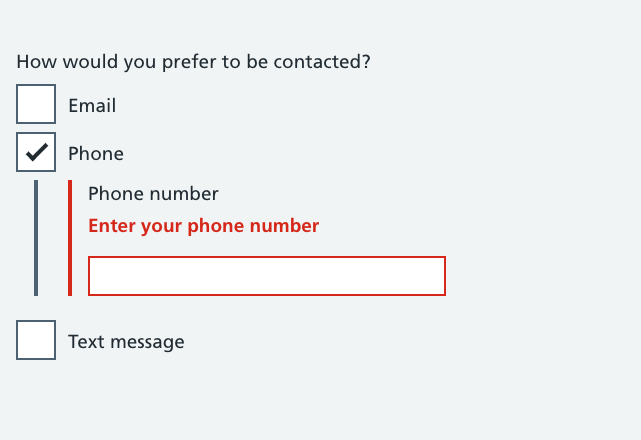 How would you prefer to be contacted?
Email
Phone
Phone number
Enter your phone number
Text message